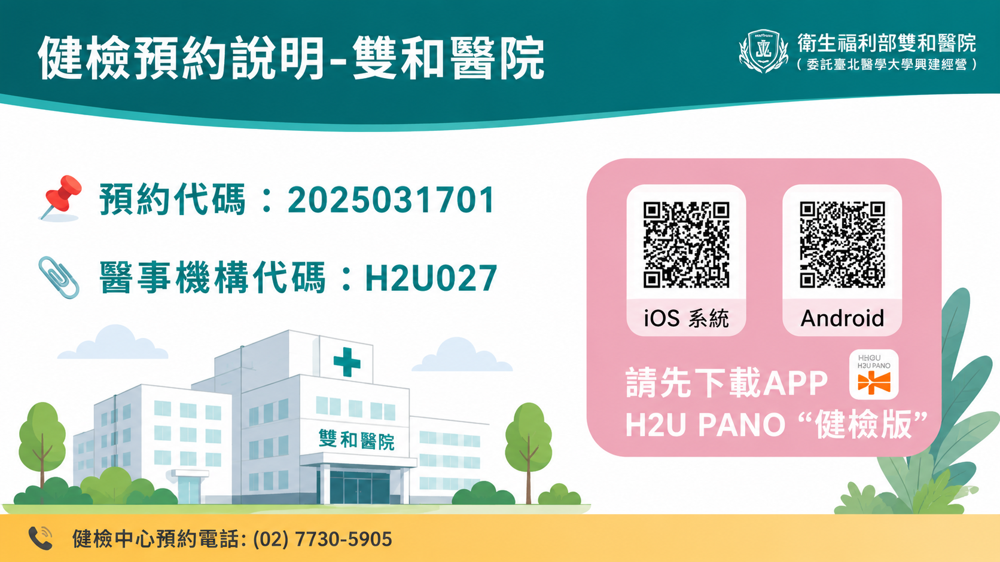 健檢預約說明-雙和醫院
衛生福利部雙和醫院
(委託臺北醫學大學興建經營)
預約代碼：2025031701
醫事機構代碼：H2U027
iOS 系統
Android
請先下載APP
H2U PANO
H2U PANO “健檢版”
雙和醫院
健檢中心預約電話: (02) 7730-5905